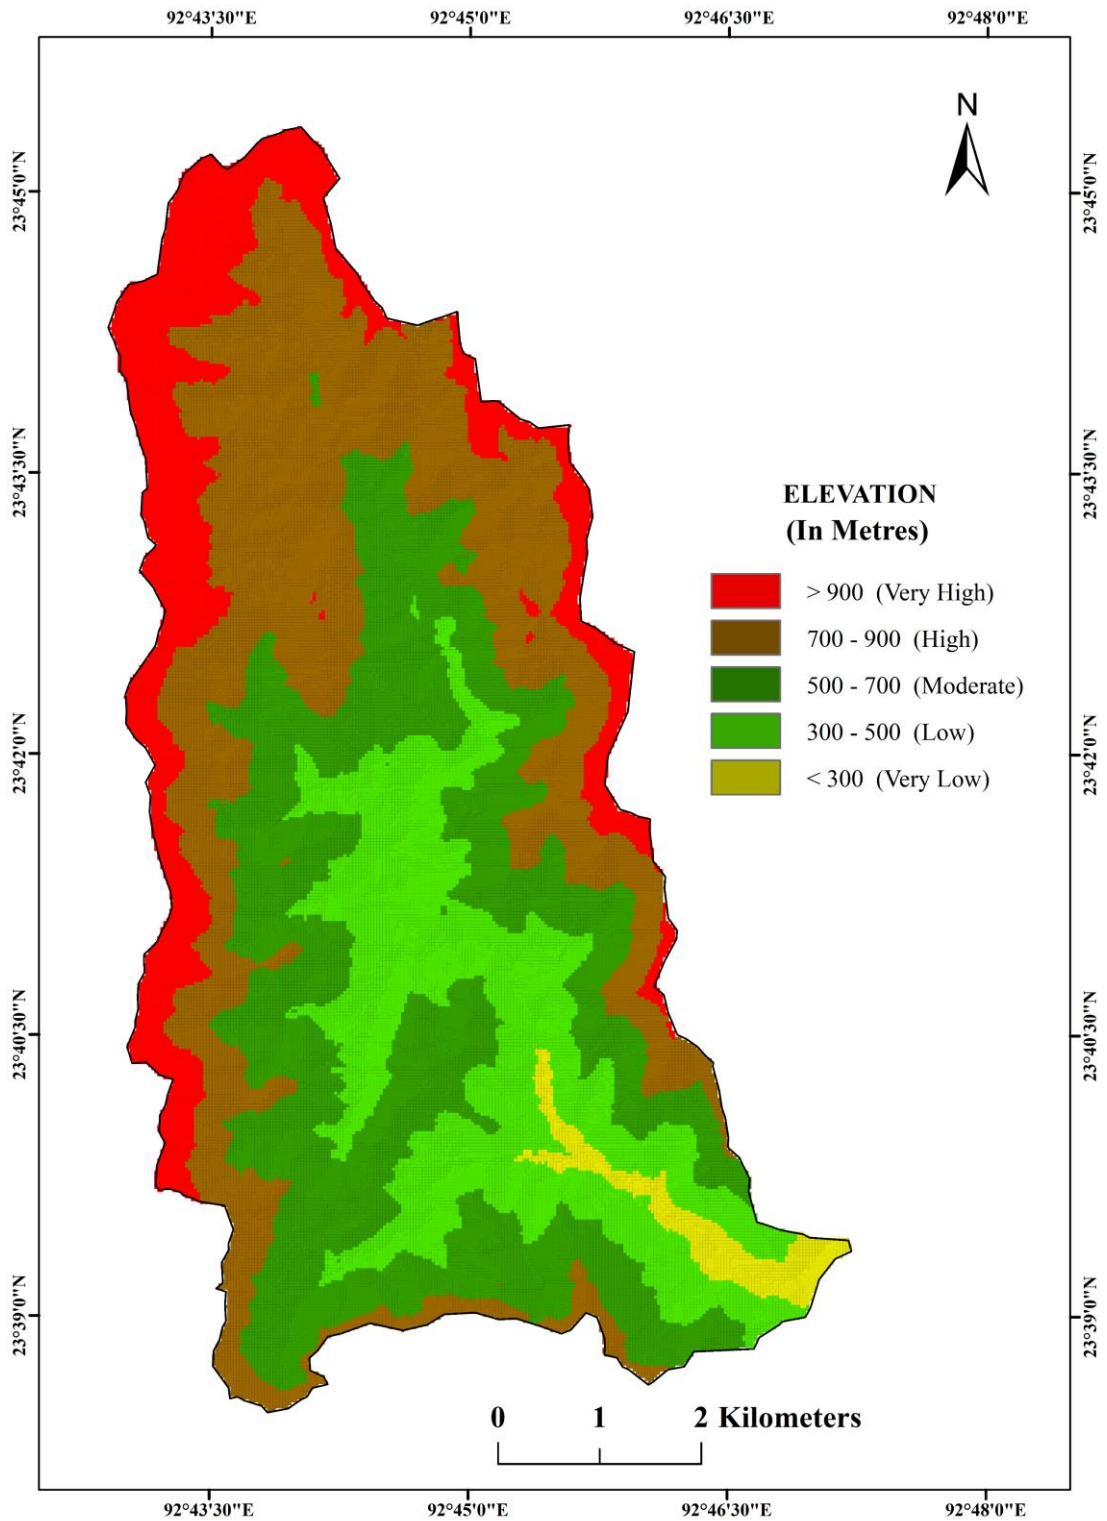 92°43'30"E 92°45'0"E 92°46'30"E 92°48'0"E
N
23°45'0"N 23°45'0"N
23°43'30"N 23°43'30"N
ELEVATION
(In Metres)
> 900 (Very High)
700 - 900 (High)
500 - 700 (Moderate)
300 - 500 (Low)
< 300 (Very Low)
23°42'0"N 23°42'0"N
23°40'30"N 23°40'30"N
23°39'0"N 23°39'0"N
0 1 2 Kilometers
92°43'30"E 92°45'0"E 92°46'30"E 92°48'0"E